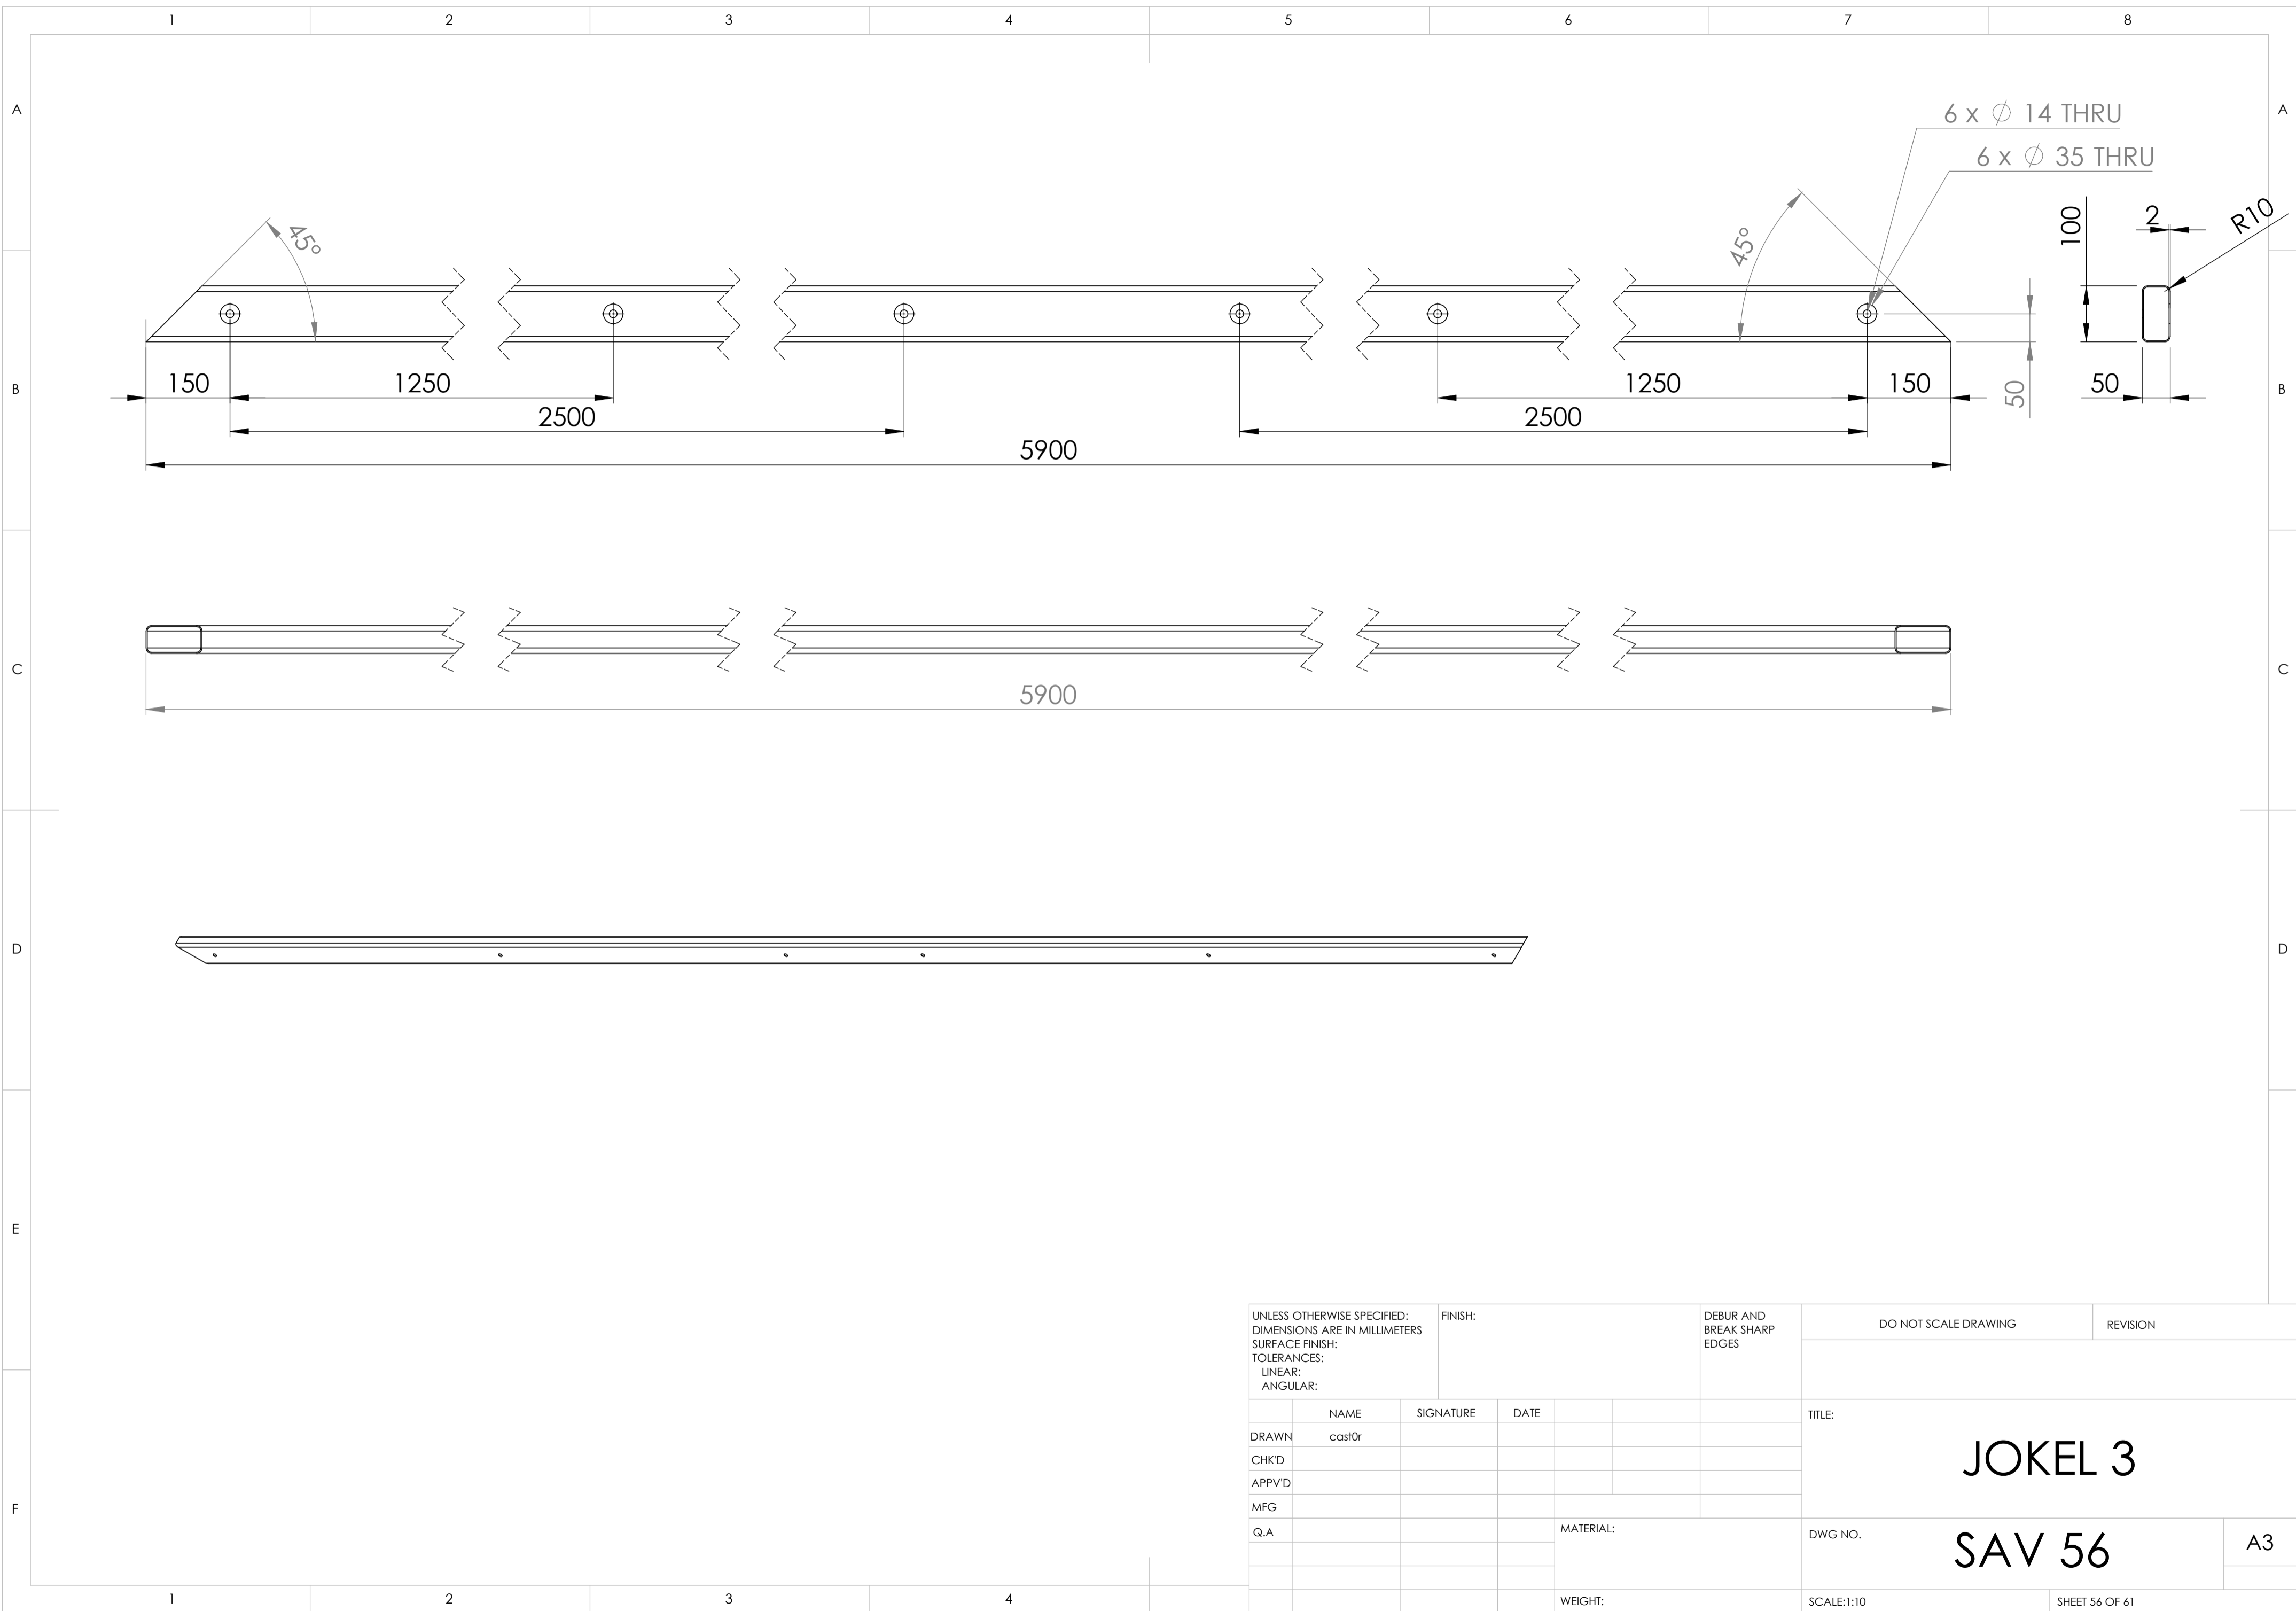 1 2 3 4 5 6 7 8
A A
6 x ∅ 14 THRU
6 x ∅ 35 THRU
45°
45°
100
2
R10
B B
150
1250
1250
150
50
50
2500
2500
5900
C C
5900
D D
E
F
UNLESS OTHERWISE SPECIFIED:
DIMENSIONS ARE IN MILLIMETERS
SURFACE FINISH:
TOLERANCES:
LINEAR:
ANGULAR:
FINISH:
DEBUR AND
BREAK SHARP
EDGES
DO NOT SCALE DRAWING
REVISION
NAME SIGNATURE DATE
DRAWN cast0r
CHK'D
APPV'D
MFG
Q.A
TITLE:
JOKEL 3
MATERIAL:
DWG NO.
SAV 56
A3
WEIGHT:
SCALE:1:10
SHEET 56 OF 61
1 2 3 4